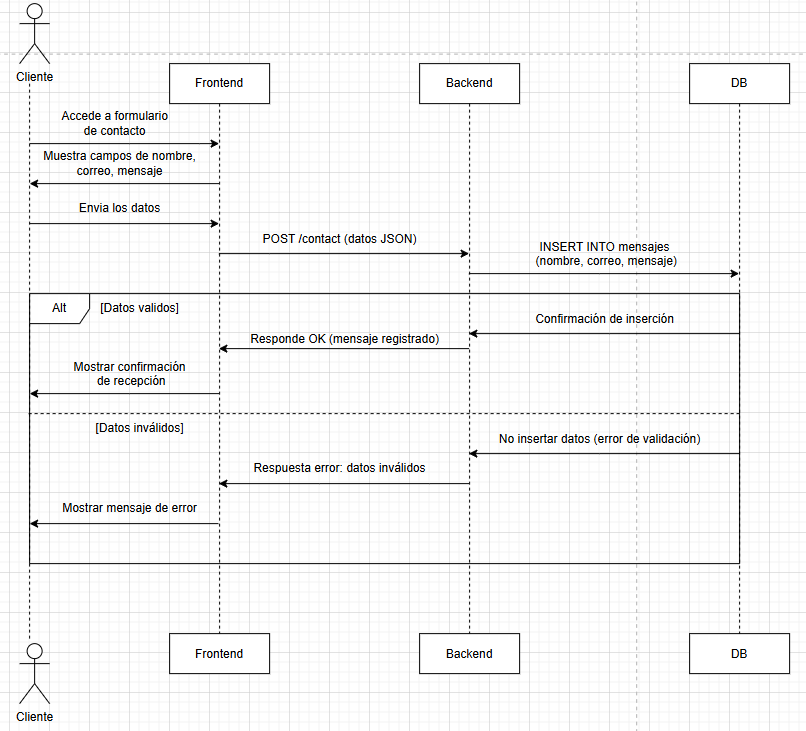 Cliente
Frontend
Backend
DB
Accede a formulario
de contacto
Muestra campos de nombre,
correo, mensaje
Envia los datos
POST /contact (datos JSON)
INSERT INTO mensajes
(nombre, correo, mensaje)
Alt
[Datos validos]
Confirmación de inserción
Responde OK (mensaje registrado)
Mostrar confirmación
de recepción
[Datos inválidos]
No insertar datos (error de validación)
Respuesta error: datos inválidos
Mostrar mensaje de error
Frontend
Backend
DB
Cliente